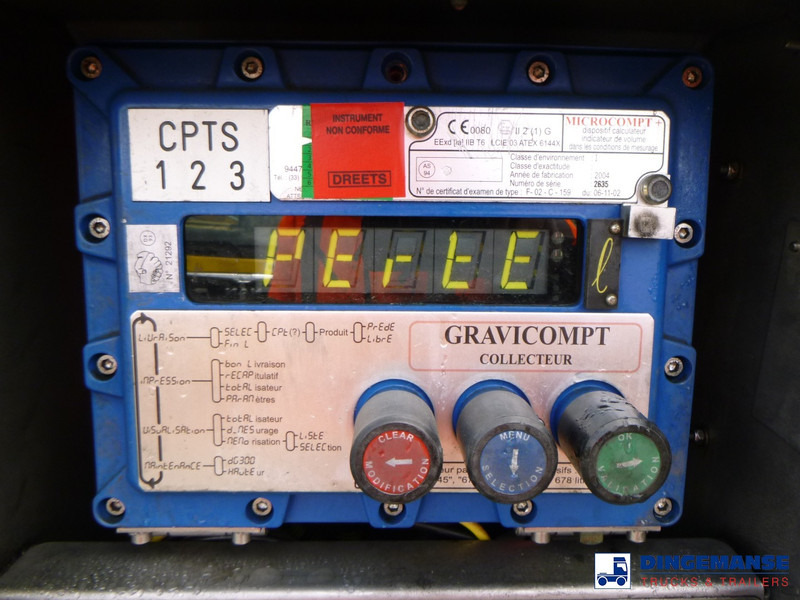 CPTS
1 2 3
INSTRUMENT
NON CONFORME
DREETS
9447
CE 0080 II 2 (1) G
EExd [ia] IIB T6 LCIE 03 ATEX 6144X
MICROCOMPT +
dispositif calculateur
indicateur de volume
dans les conditions de mesurage
Classe d'environnement : I
Classe d'exactitude
Année de fabrication : 2004
Numéro de série 2635
N° de certificat d'examen de type : F - 02 - C - 159 du : 06-11-02
N° 21292
PErtE
l
LiVrAiSon
SELEC
Fin L
CPt(?)
Produit
PrEdE
LibrE
iMPrESSion
bon Livraison
rECAPitulatif
totALisateur
PArAMètres
ViSuALiSAtion
totALisateur
d_MESurage
MEMorisation
LiStE
SELECtion
MAintEnAnCE
dG300
HAUtEur
GRAVICOMPT
COLLECTEUR
CLEAR
MODIFICATION
MENU
SELECTION
OK
VALIDATION
DINGEMANSE
TRUCKS & TRAILERS